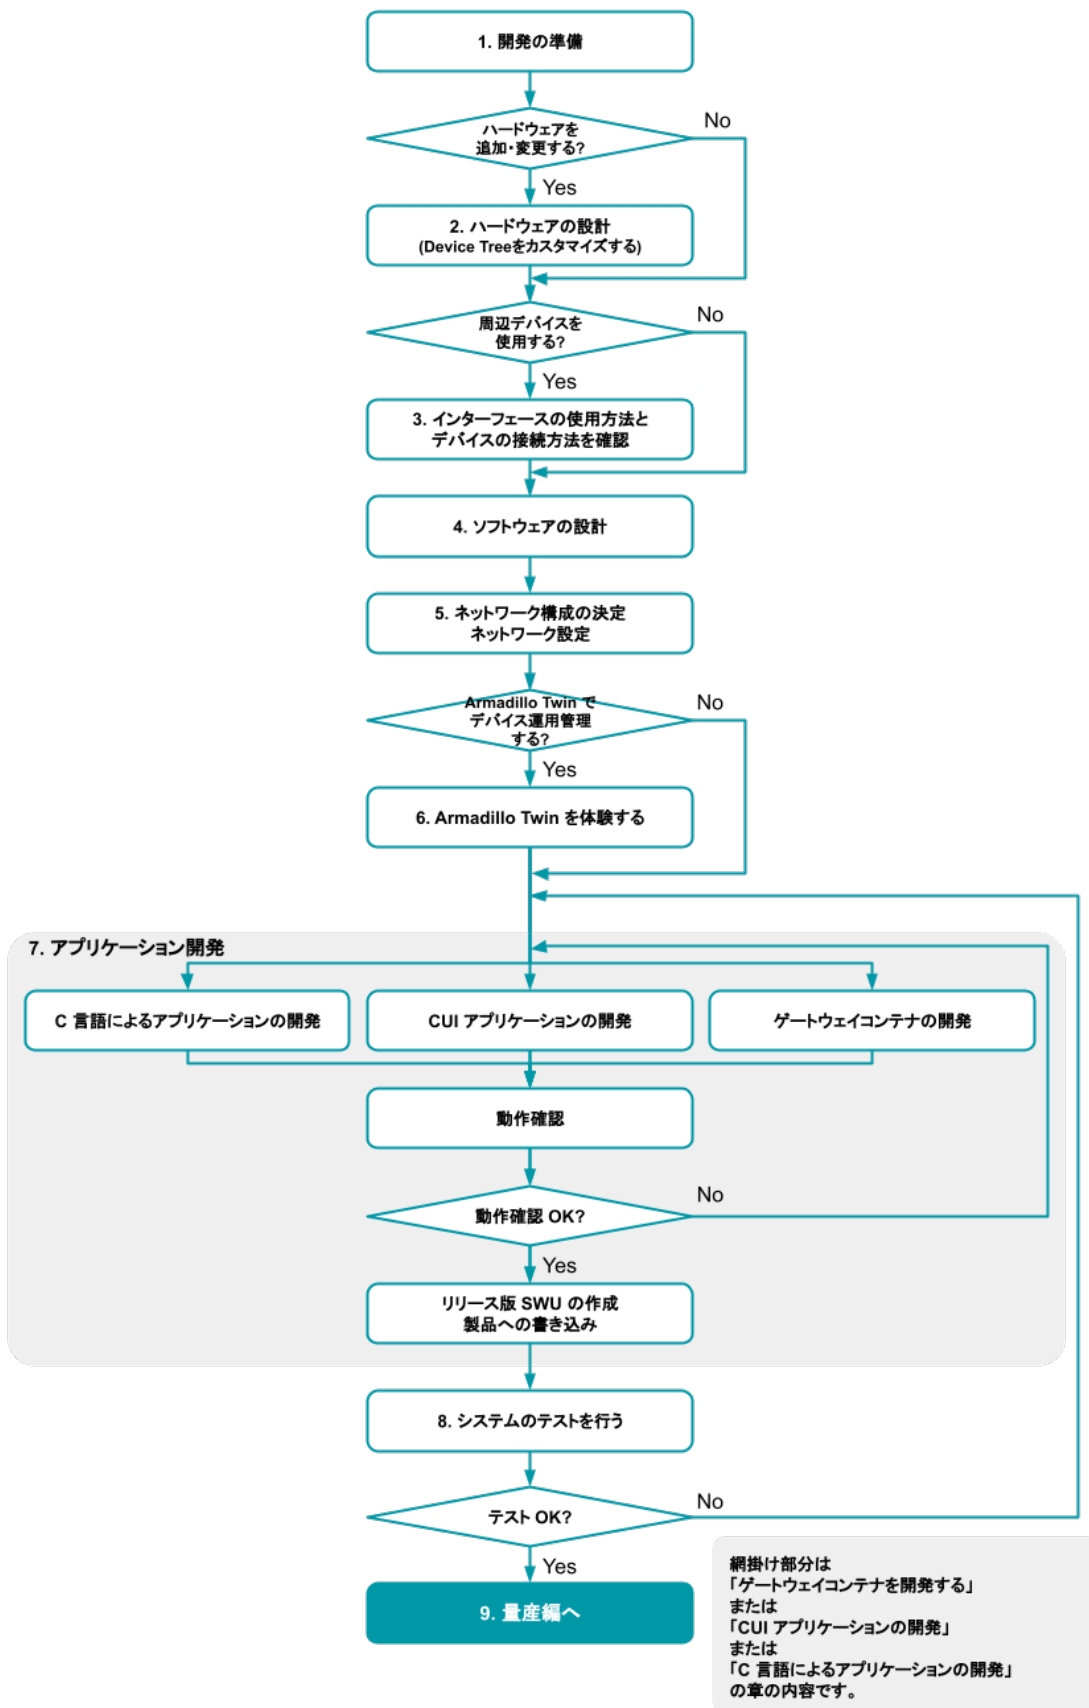 1. 開発の準備
ハードウェアを
追加・変更する?
No
Yes
2. ハードウェアの設計
(Device Treeをカスタマイズする)
周辺デバイスを
使用する?
No
Yes
3. インターフェースの使用方法と
デバイスの接続方法を確認
4. ソフトウェアの設計
5. ネットワーク構成の決定
ネットワーク設定
Armadillo Twin で
デバイス運用管理
する?
No
Yes
6. Armadillo Twin を体験する
7. アプリケーション開発
C 言語によるアプリケーションの開発
CUI アプリケーションの開発
ゲートウェイコンテナの開発
動作確認
動作確認 OK?
No
Yes
リリース版 SWU の作成
製品への書き込み
8. システムのテストを行う
テスト OK?
No
Yes
9. 量産編へ
網掛け部分は
「ゲートウェイコンテナを開発する」
または
「CUI アプリケーションの開発」
または
「C 言語によるアプリケーションの開発」
の章の内容です。